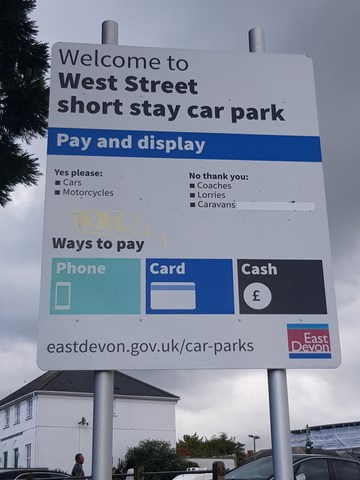 Welcome to
West Street
short stay car park
Pay and display
Yes please:
Cars
Motorcycles
No thank you:
Coaches
Lorries
Caravans
Ways to pay
Phone
Card
Cash
£
eastdevon.gov.uk/car-parks
East
Devon